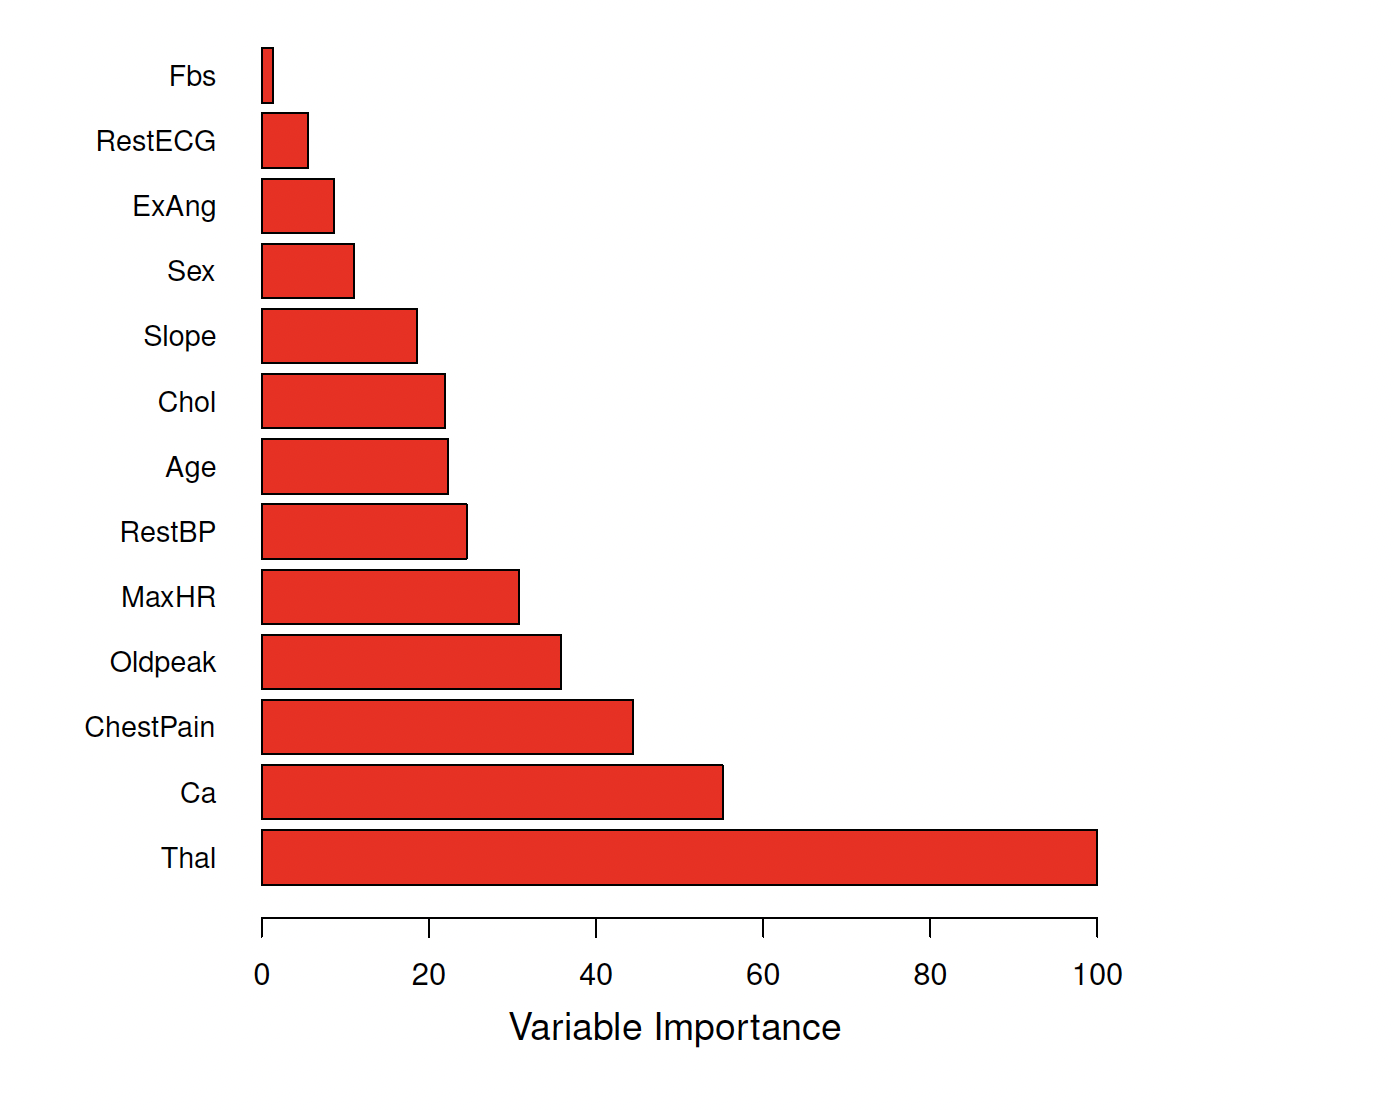 Fbs
RestECG
ExAng
Sex
Slope
Chol
Age
RestBP
MaxHR
Oldpeak
ChestPain
Ca
Thal
0 20 40 60 80 100
Variable Importance